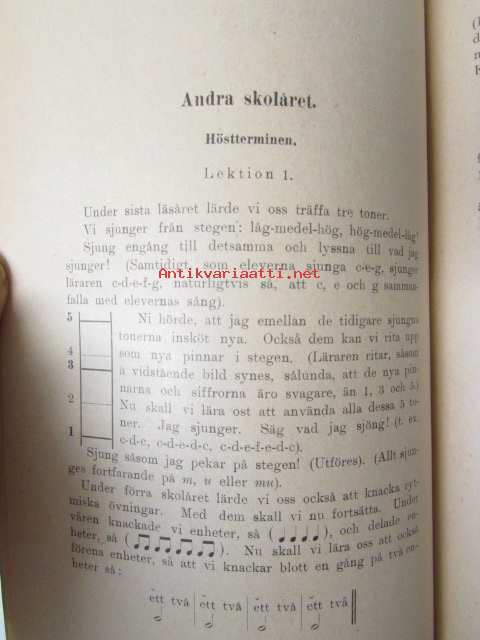 Andra skolåret.
Höstterminen.
Lektion 1.
Under sista läsåret lärde vi oss träffa tre toner.
Vi sjunger från stegen: låg-medel-hög, hög-medel-låg!
Sjung engång till detsamma och lyssna till vad jag
sjunger! (Samtidigt, som eleverna sjunga c-e-g, sjunger
läraren c-d-e-f-g, naturligtvis så, att c, e och g samman-
falla med elevernas sång).
Antikvariaatti.net
5
4
3
2
1
Ni hörde, att jag emellan de tidigare sjungna
tonerna insköt nya. Också dem kan vi rita upp
som nya pinnar i stegen. (Läraren ritar, såsom
å vidstående bild synes, sålunda, att de nya pin-
narna och siffrorna äro svagare, än 1, 3 och 5.)
Nu skall vi lära ost att använda alla dessa 5 to-
ner. Jag sjunger. Säg vad jag sjöng! (t. ex.
c-d-c, c-d-e-d-c, c-d-e-f-e-d-c).
Sjung såsom jag pekar på stegen! (Utföres). (Allt sjun-
ges fortfarande på m, u eller mu).
Under förra skolåret lärde vi oss också att knacka ryt-
miska övningar. Med dem skall vi nu fortsätta. Under
våren knackade vi enheter, så (♩♩♩♩), och delade en-
heter, så (♫♫♫♫). Nu skall vi lära oss att också
förena enheter, så att vi knackar blott en gång på två en-
heter så:
ett två | ett två | ett två | ett två